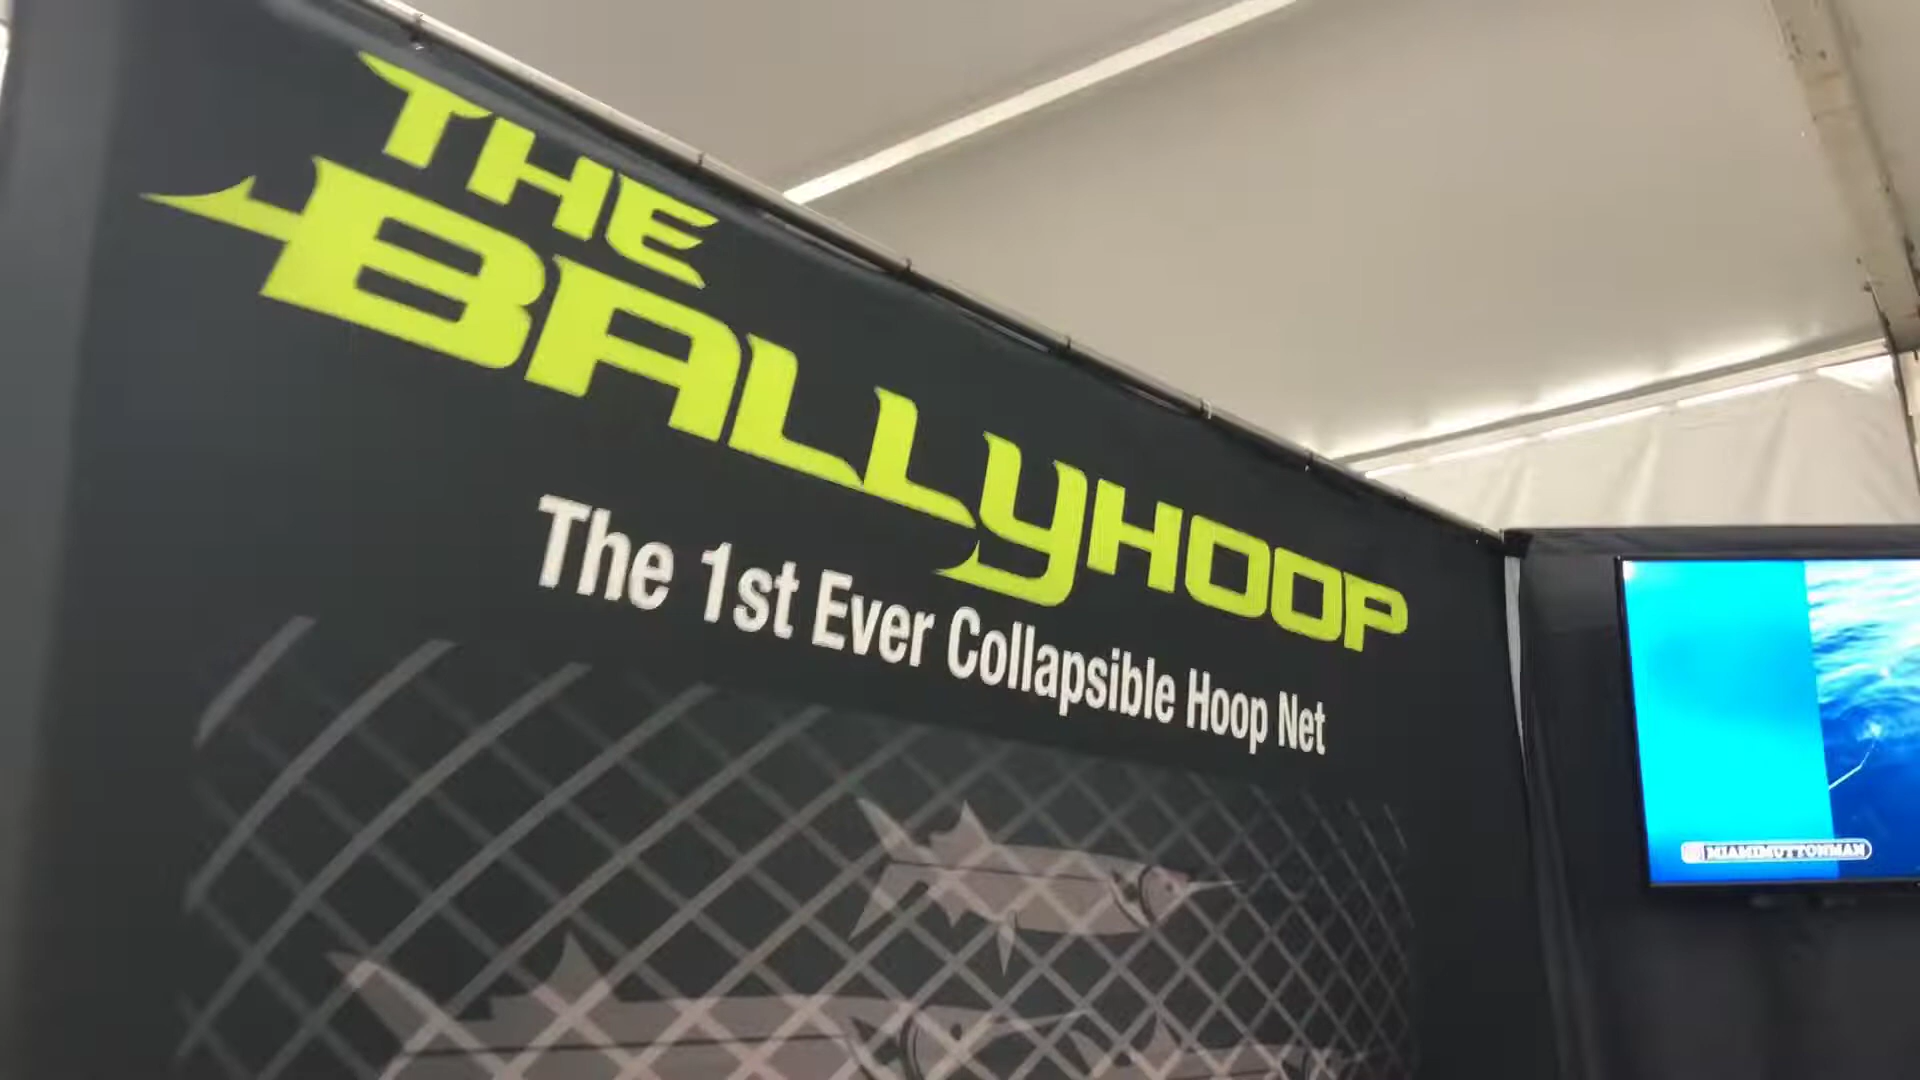 THE
BALLYHOOP
The 1st Ever Collapsible Hoop Net
MIAMIMUTTONMAN